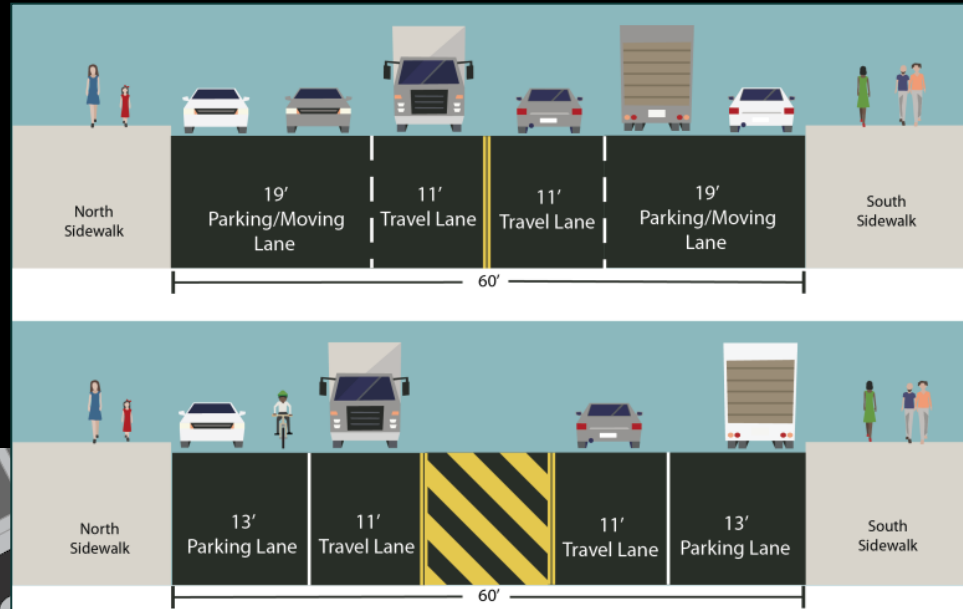 North
Sidewalk
19’
Parking/Moving
Lane
11’
Travel Lane
11’
Travel Lane
19’
Parking/Moving
Lane
South
Sidewalk
60’
North
Sidewalk
13’
Parking Lane
11’
Travel Lane
11’
Travel Lane
13’
Parking Lane
South
Sidewalk
60’